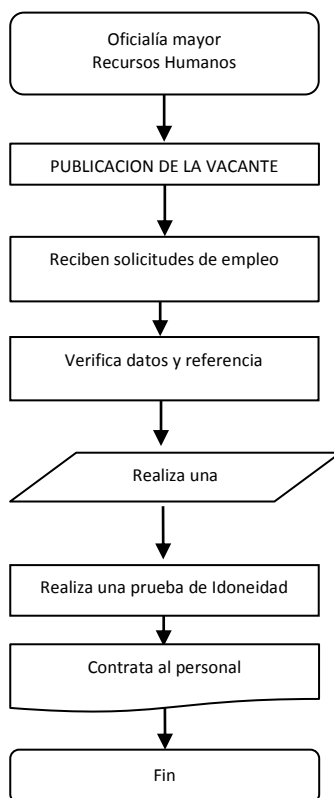 Oficialía mayor
Recursos Humanos
PUBLICACION DE LA VACANTE
Reciben solicitudes de empleo
Verifica datos y referencia
Realiza una
Realiza una prueba de Idoneidad
Contrata al personal
Fin